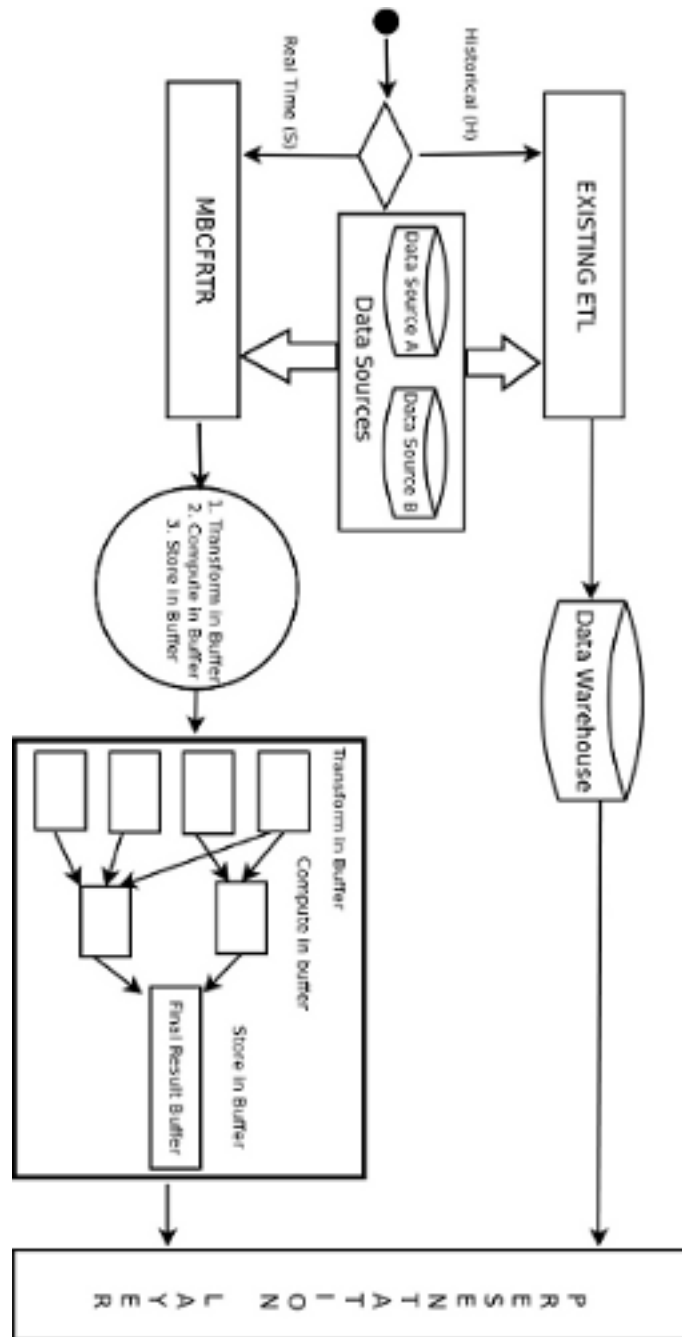 Historical (H)
Real Time (S)
EXISTING ETL
Data Warehouse
Data Source A
Data Source B
Data Sources
MBCFRTR
1. Transform in Buffer
2. Compute in Buffer
3. Store in Buffer
Transform in Buffer
Compute in buffer
Store in Buffer
Final Result Buffer
PRESENTATION LAYER